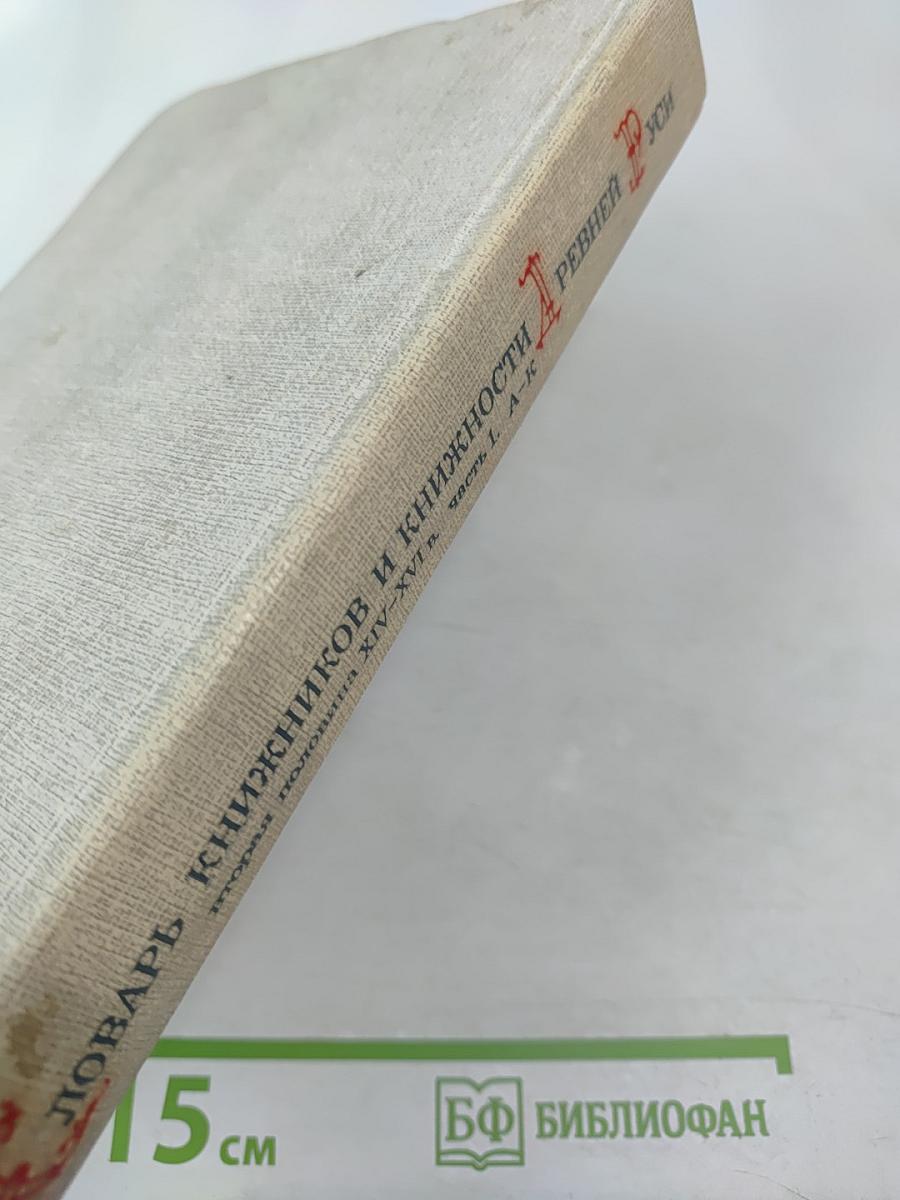 СЛОВАРЬ КНИЖНИКОВ И КНИЖНОСТИ ДРЕВНЕЙ РУСИ
вторая половина XIV–XVI в. часть 1. А–К
15 см
БФ БИБЛИОФАН